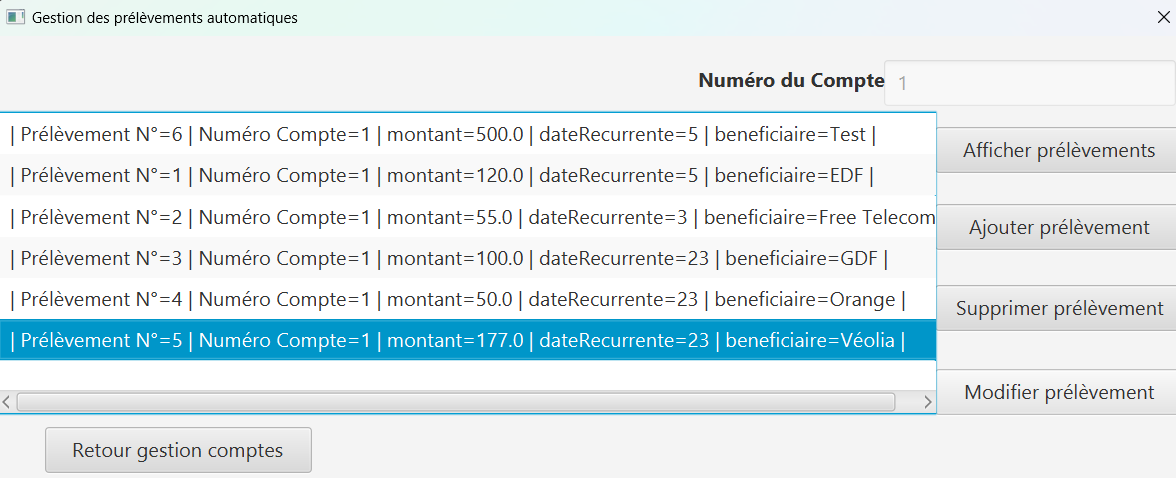 Gestion des prélèvements automatiques
Numéro du Compte 1
| Prélèvement N°=6 | Numéro Compte=1 | montant=500.0 | dateRecurrente=5 | beneficiaire=Test |
| Prélèvement N°=1 | Numéro Compte=1 | montant=120.0 | dateRecurrente=5 | beneficiaire=EDF |
| Prélèvement N°=2 | Numéro Compte=1 | montant=55.0 | dateRecurrente=3 | beneficiaire=Free Telecom
| Prélèvement N°=3 | Numéro Compte=1 | montant=100.0 | dateRecurrente=23 | beneficiaire=GDF |
| Prélèvement N°=4 | Numéro Compte=1 | montant=50.0 | dateRecurrente=23 | beneficiaire=Orange |
| Prélèvement N°=5 | Numéro Compte=1 | montant=177.0 | dateRecurrente=23 | beneficiaire=Véolia |
Afficher prélèvements
Ajouter prélèvement
Supprimer prélèvement
Modifier prélèvement
Retour gestion comptes